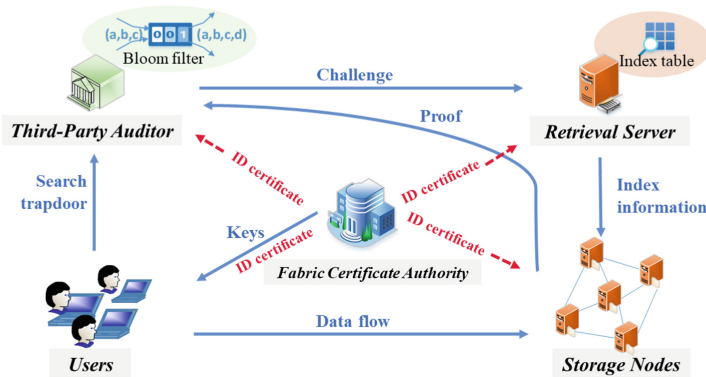 (a,b,c) 0 0 1 (a,b,c,d)
Bloom filter
Index table
Challenge
Proof
Third-Party Auditor
Retrieval Server
ID certificate
ID certificate
Search
trapdoor
Index
information
Keys
ID certificate
ID certificate
Fabric Certificate Authority
Data flow
Users
Storage Nodes